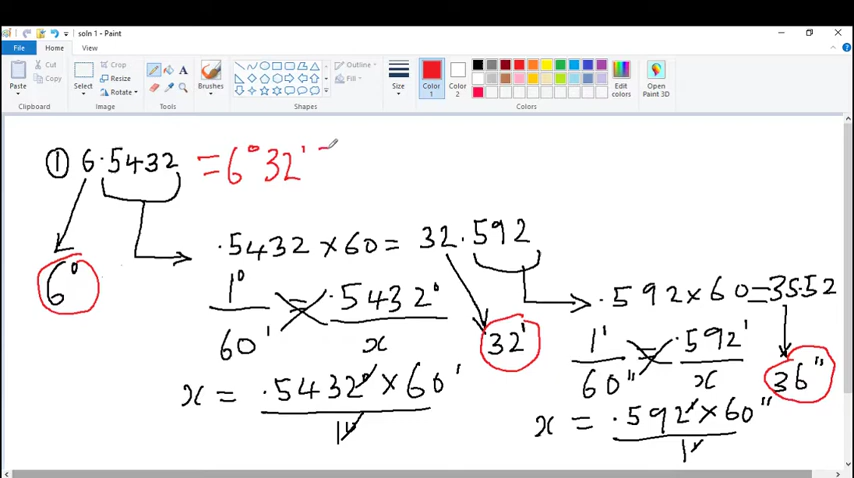 soln 1 - Paint
File Home View
Paste Cut Copy Clipboard
Select Crop Resize Rotate Image
Tools
Brushes
Outline Fill Shapes
Size
Color 1 Color 2 Edit colors Colors
Open Paint 3D
① 6.5432 = 6° 32'
6°
.5432 × 60 = 32.592
1° / 60' = .5432° / x
x = .5432° × 60' / 1°
32'
.592 × 60 = 35.52
1' / 60" = .592' / x
36"
x = .592' × 60" / 1'